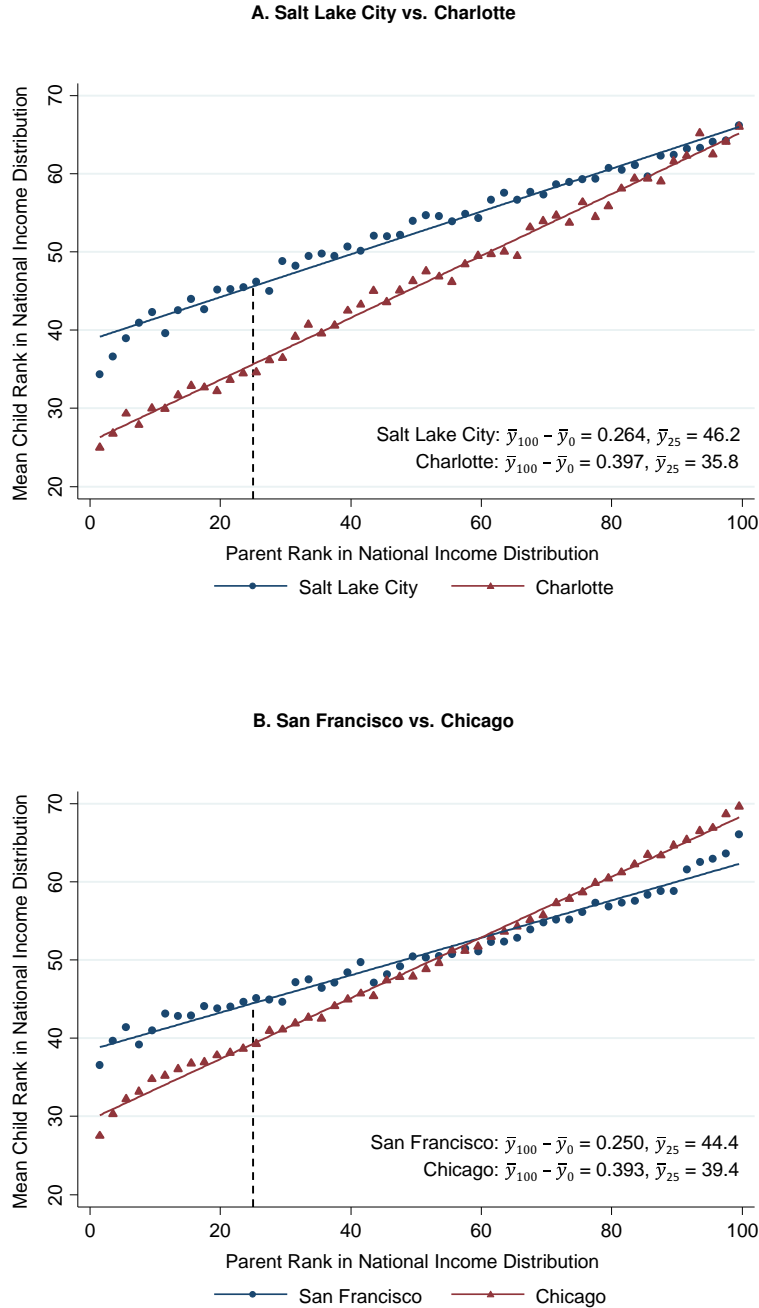 A. Salt Lake City vs. Charlotte
Mean Child Rank in National Income Distribution
70
60
50
40
30
20
Salt Lake City: ȳ₁₀₀ – ȳ₀ = 0.264, ȳ₂₅ = 46.2
Charlotte: ȳ₁₀₀ – ȳ₀ = 0.397, ȳ₂₅ = 35.8
0 20 40 60 80 100
Parent Rank in National Income Distribution
Salt Lake City Charlotte
B. San Francisco vs. Chicago
Mean Child Rank in National Income Distribution
70
60
50
40
30
20
San Francisco: ȳ₁₀₀ – ȳ₀ = 0.250, ȳ₂₅ = 44.4
Chicago: ȳ₁₀₀ – ȳ₀ = 0.393, ȳ₂₅ = 39.4
0 20 40 60 80 100
Parent Rank in National Income Distribution
San Francisco Chicago